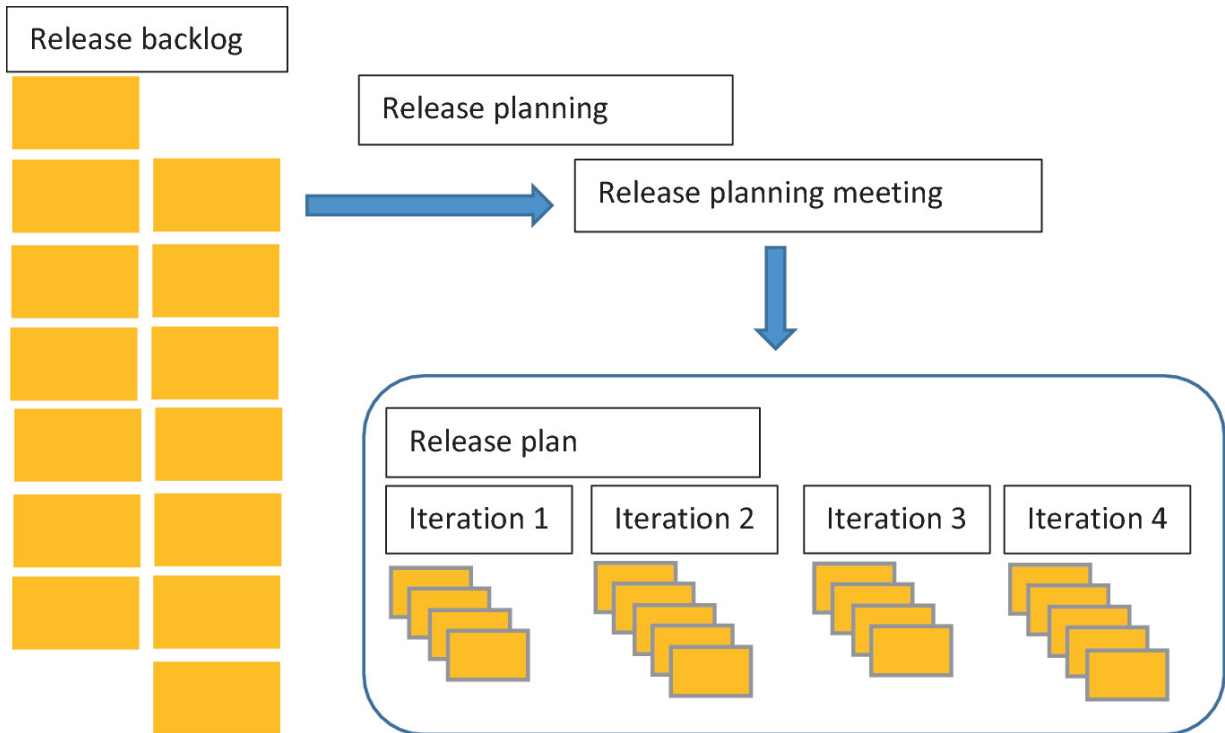 Release backlog
Release planning
Release planning meeting
Release plan
Iteration 1
Iteration 2
Iteration 3
Iteration 4